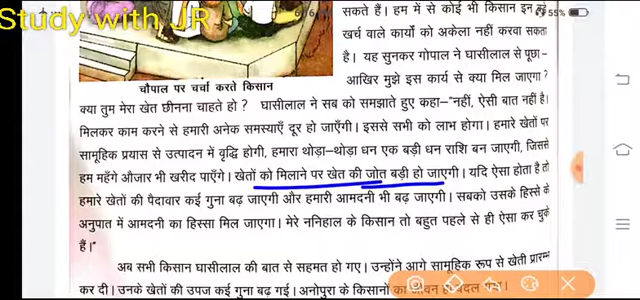 Study with JR
55%
सकते हैं। हम में से कोई भी किसान इन
खर्च वाले कार्यों को अकेला नहीं करवा सकता
है। यह सुनकर गोपाल ने घासीलाल से पूछा–
आखिर मुझे इस कार्य से क्या मिल जाएगा?
चौपाल पर चर्चा करते किसान
क्या तुम मेरा खेत छीनना चाहते हो? घासीलाल ने सब को समझाते हुए कहा–"नहीं, ऐसी बात नहीं है।
मिलकर काम करने से हमारी अनेक समस्याएँ दूर हो जाएँगी। इससे सभी को लाभ होगा। हमारे खेतों पर
सामूहिक प्रयास से उत्पादन में वृद्धि होगी, हमारा थोड़ा–थोड़ा धन एक बड़ी धन राशि बन जाएगी, जिससे
हम महँगे औजार भी खरीद पाएँगे। खेतों को मिलाने पर खेत की जोत बड़ी हो जाएगी। यदि ऐसा होता है तो
हमारे खेतों की पैदावार कई गुना बढ़ जाएगी और हमारी आमदनी भी बढ़ जाएगी। सबको उसके हिस्से के
अनुपात में आमदनी का हिस्सा मिल जाएगा। मेरे ननिहाल के किसान तो बहुत पहले से ही ऐसा कर चुके
हैं।"
अब सभी किसान घासीलाल की बात से सहमत हो गए। उन्होंने आगे सामूहिक रूप से खेती प्रारम्भ
कर दी। उनके खेतों की उपज कई गुना बढ़ गई। अनोपुरा के किसानों का जीवन